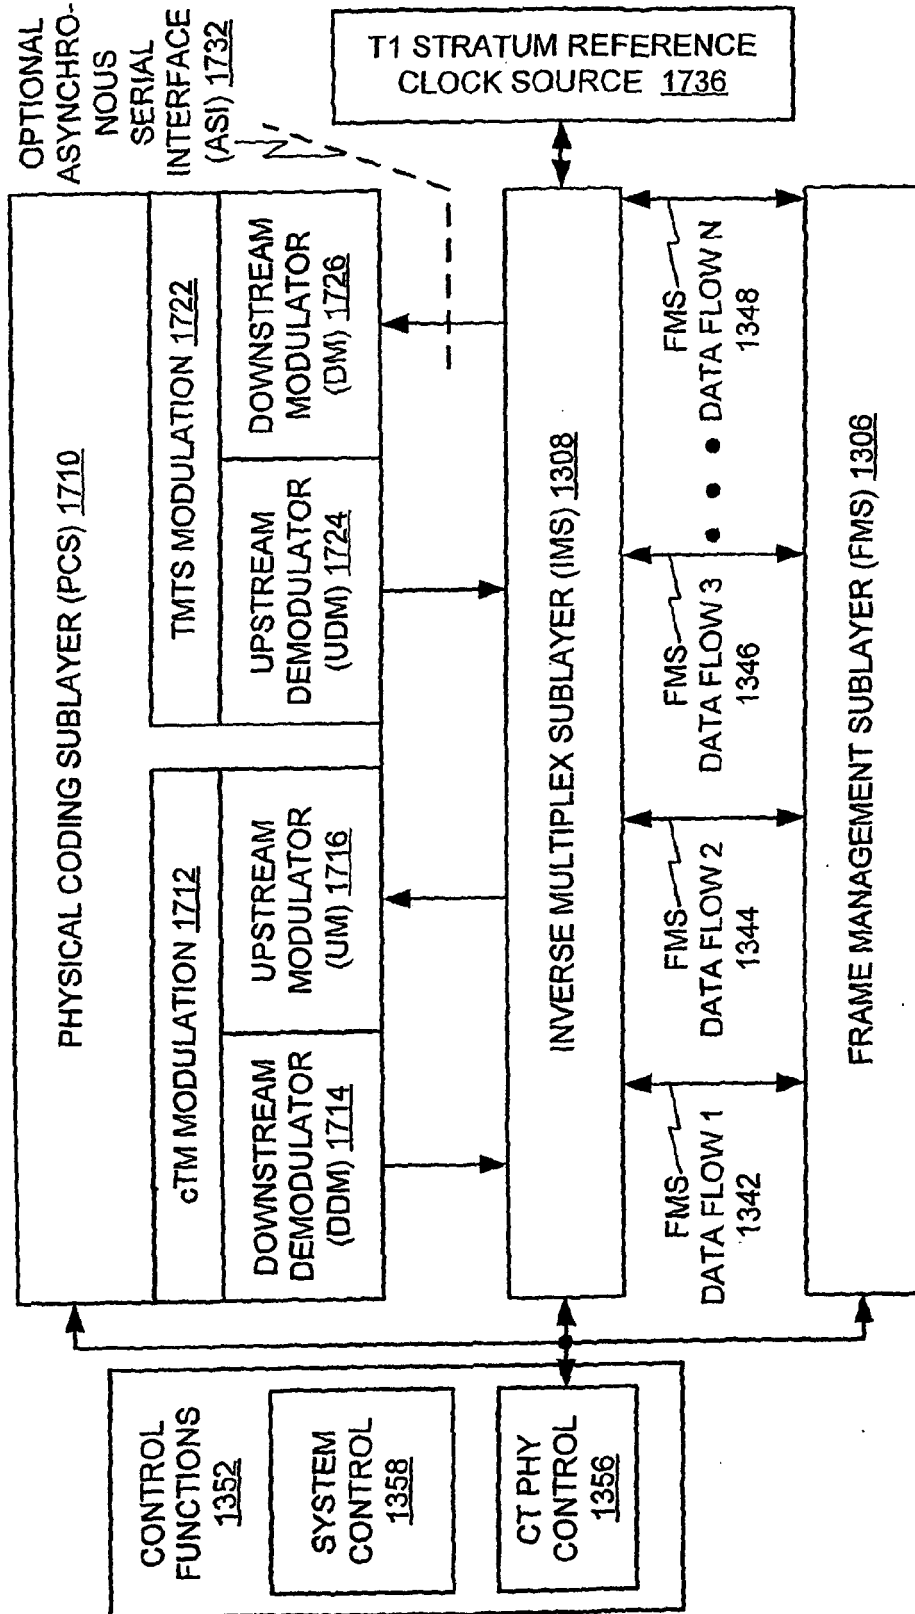 CONTROL
FUNCTIONS
1352
SYSTEM
CONTROL
1358
CT PHY
CONTROL
1356
PHYSICAL CODING SUBLAYER (PCS) 1710
cTM MODULATION 1712
DOWNSTREAM
DEMODULATOR
(DDM) 1714
UPSTREAM
MODULATOR
(UM) 1716
TMTS MODULATION 1722
UPSTREAM
DEMODULATOR
(UDM) 1724
DOWNSTREAM
MODULATOR
(DM) 1726
OPTIONAL
ASYNCHRO-
NOUS
SERIAL
INTERFACE
(ASI) 1732
INVERSE MULTIPLEX SUBLAYER (IMS) 1308
T1 STRATUM REFERENCE
CLOCK SOURCE 1736
FMS
DATA FLOW 1
1342
FMS
DATA FLOW 2
1344
FMS
DATA FLOW 3
1346
• • •
FMS
DATA FLOW N
1348
FRAME MANAGEMENT SUBLAYER (FMS) 1306